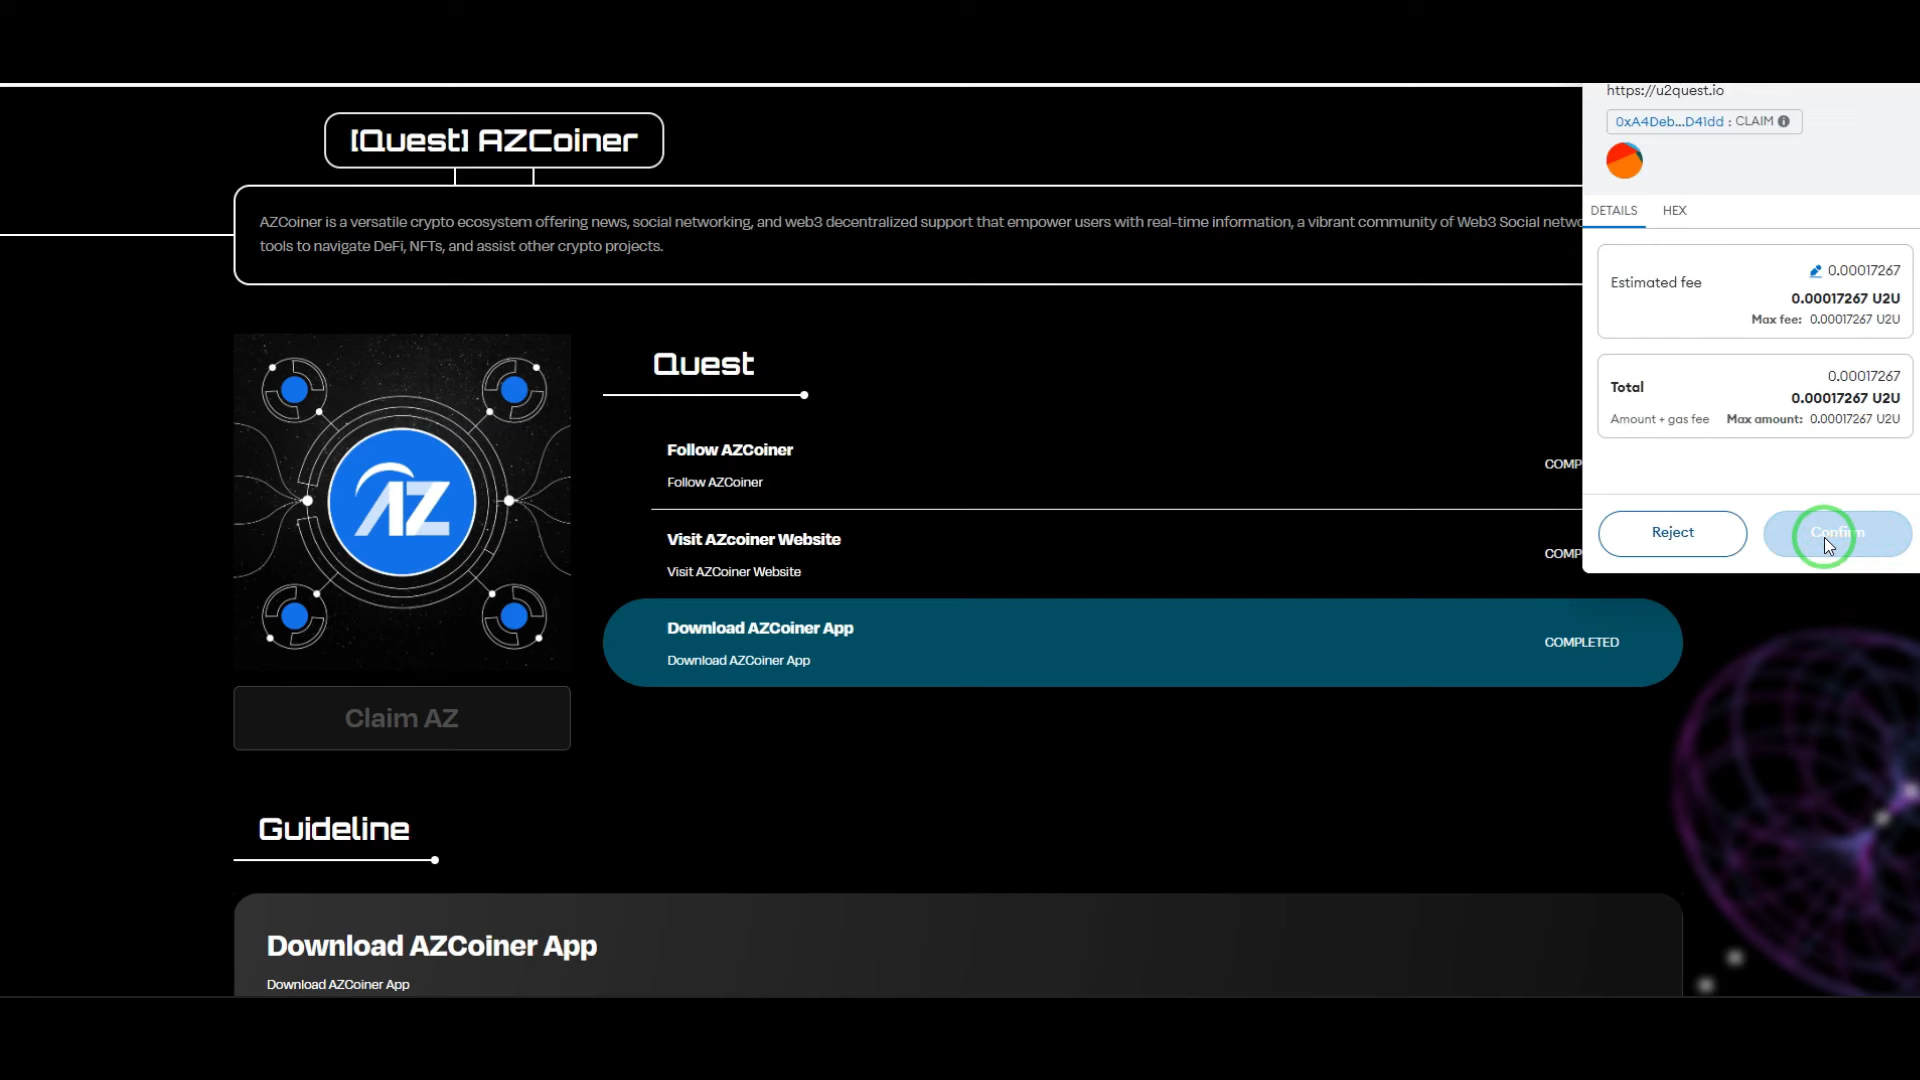 [Quest] AZCoiner
AZCoiner is a versatile crypto ecosystem offering news, social networking, and web3 decentralized support that empower users with real-time information, a vibrant community of Web3 Social
tools to navigate DeFi, NFTs, and assist other crypto projects.
AZ
Claim AZ
Quest
Follow AZCoiner
Follow AZCoiner
Visit AZcoiner Website
Visit AZCoiner Website
Download AZCoiner App
Download AZCoiner App
COMPLETED
Guideline
Download AZCoiner App
Download AZCoiner App
https://u2quest.io
0xA4Deb...D41dd : CLAIM
DETAILS HEX
Estimated fee
0.00017267
0.00017267 U2U
Max fee: 0.00017267 U2U
Total
0.00017267
0.00017267 U2U
Amount + gas fee Max amount: 0.00017267 U2U
Reject
Confirm